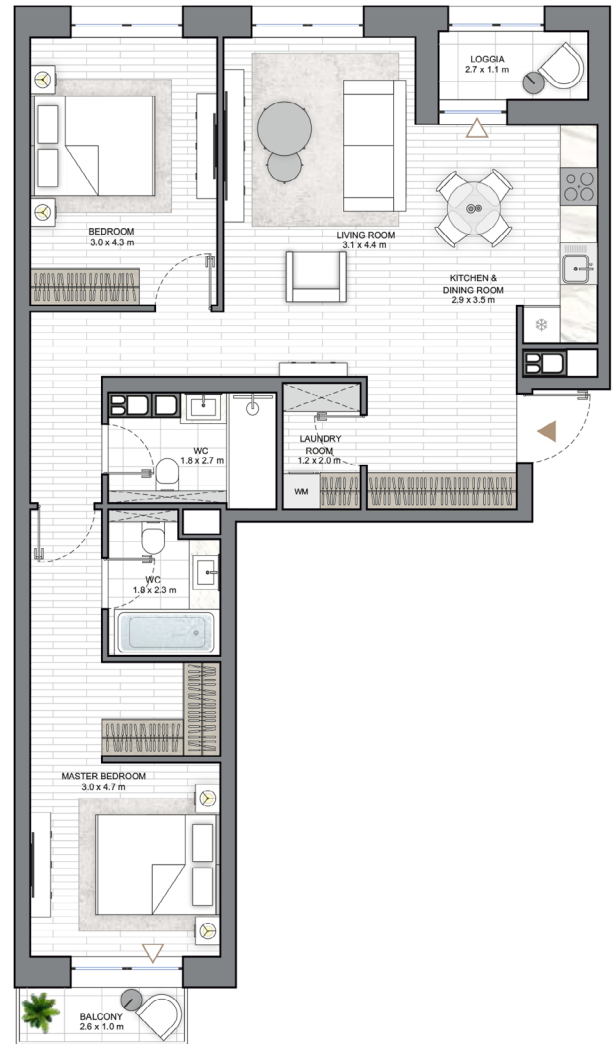 LOGGIA
2.7 x 1.1 m
BEDROOM
3.0 x 4.3 m
LIVING ROOM
3.1 x 4.4 m
KITCHEN &
DINING ROOM
2.9 x 3.5 m
WC
1.8 x 2.7 m
LAUNDRY
ROOM
1.2 x 2.0 m
WM
WC
1.8 x 2.3 m
MASTER BEDROOM
3.0 x 4.7 m
BALCONY
2.6 x 1.0 m